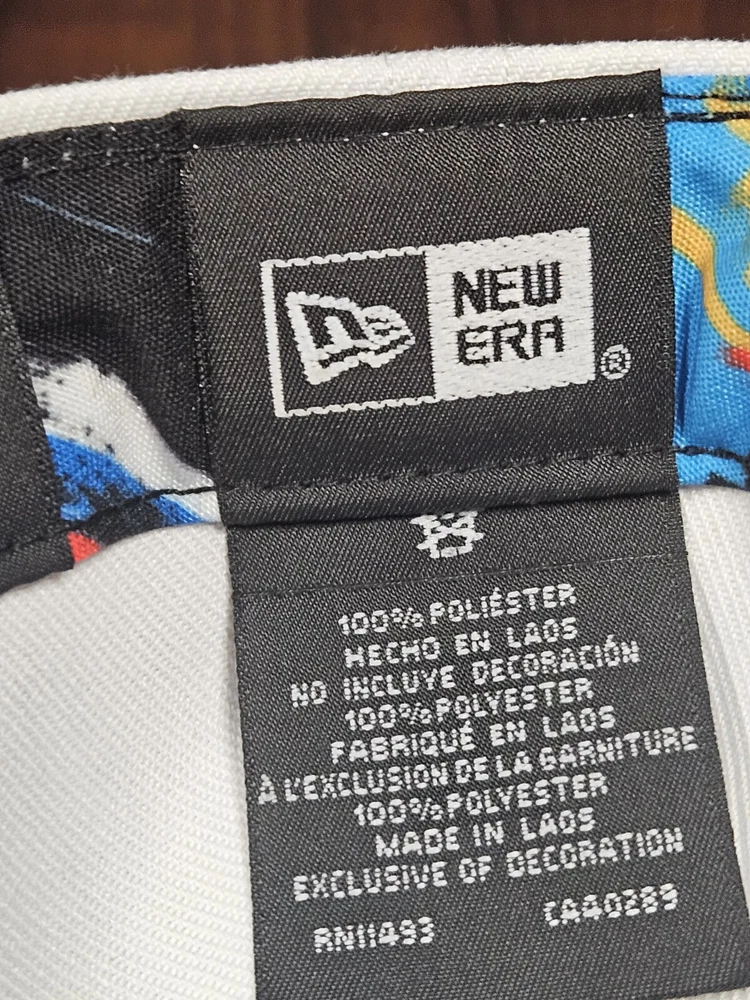 NEW
ERA
®
100% POLIÉSTER
HECHO EN LAOS
NO INCLUYE DECORACIÓN
100% POLYESTER
FABRIQUÉ EN LAOS
À L'EXCLUSION DE LA GARNITURE
100% POLYESTER
MADE IN LAOS
EXCLUSIVE OF DECORATION
RN11493 CA40289